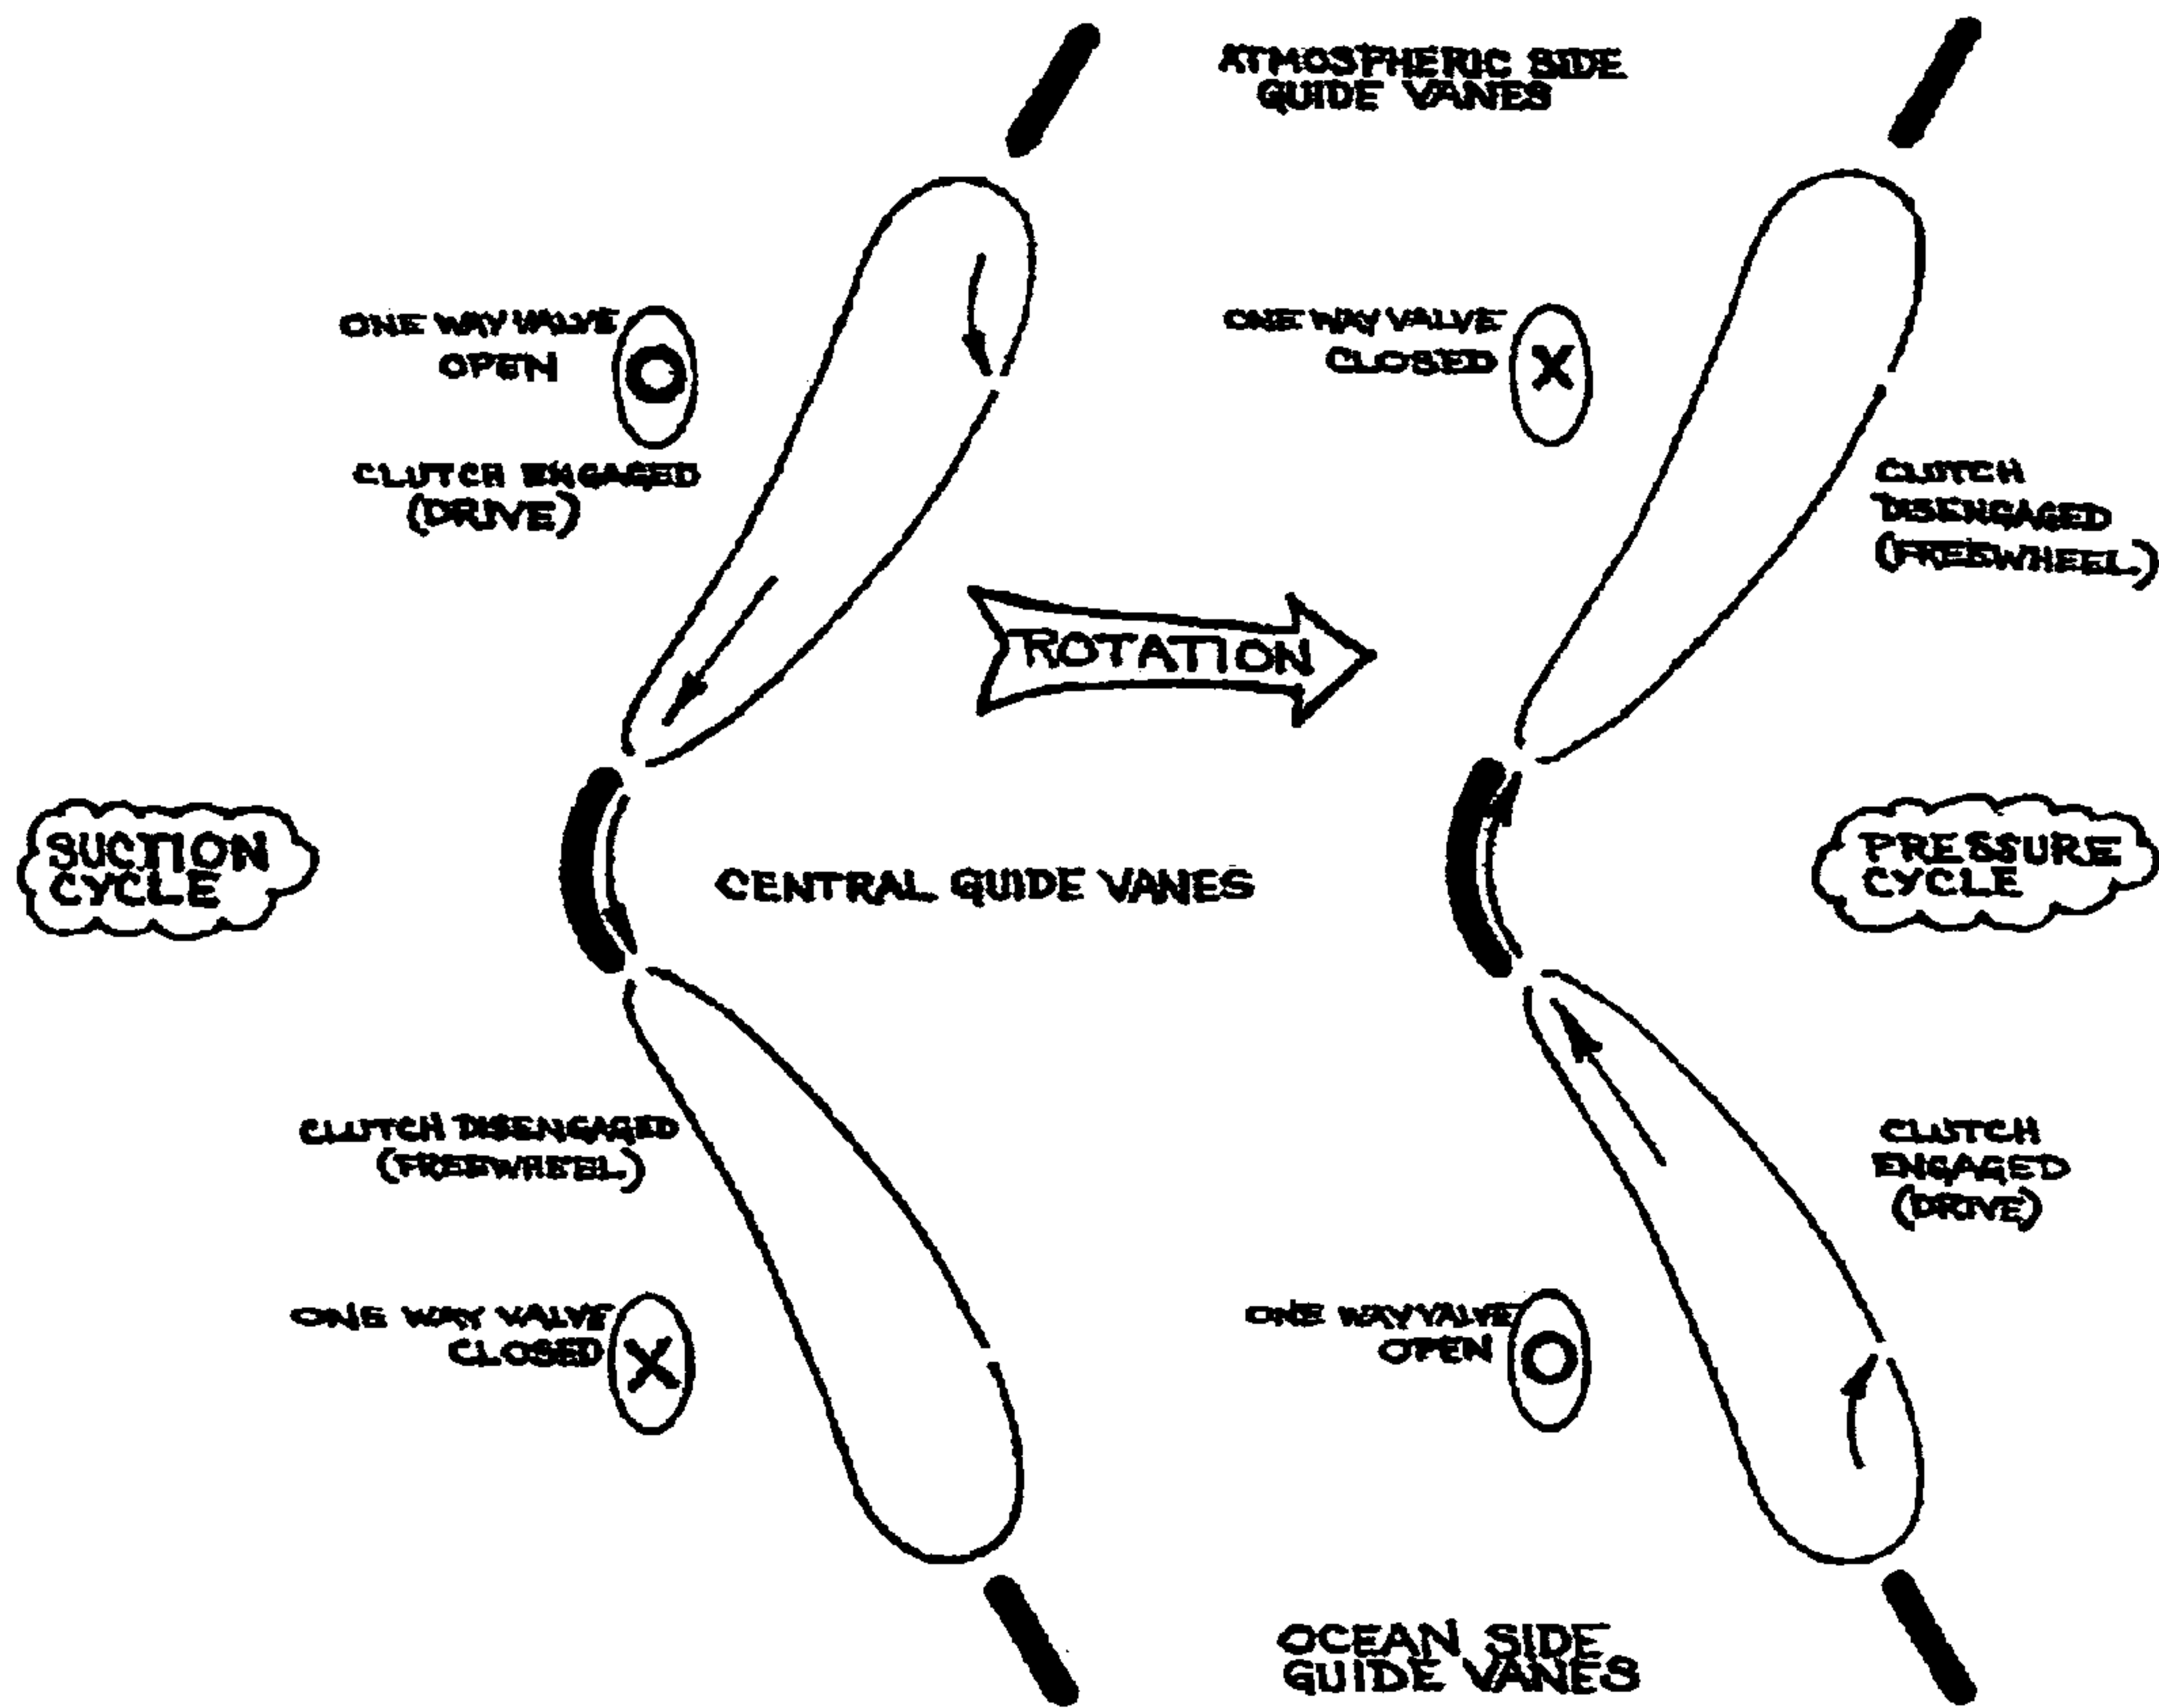 ATMOSPHERIC SIDE
GUIDE VANES
ONE WAY VALVE
OPEN
ONE WAY VALVE
CLOSED
X
CLUTCH ENGAGED
(DRIVE)
CLUTCH
DISENGAGED
(FREEWHEEL)
ROTATION
SUCTION
CYCLE
CENTRAL GUIDE VANES
PRESSURE
CYCLE
CLUTCH DISENGAGED
(FREEWHEEL)
CLUTCH
ENGAGED
(DRIVE)
ONE WAY VALVE
CLOSED
X
ONE WAY VALVE
OPEN
OCEAN SIDE
GUIDE VANES